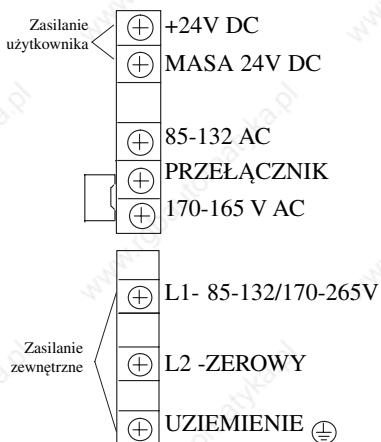 Zasilanie
użytkownika
+24V DC
MASA 24V DC
85-132 AC
PRZEŁĄCZNIK
170-165 V AC
L1- 85-132/170-265V
Zasilanie
zewnętrzne
L2 -ZEROWY
UZIEMIENIE